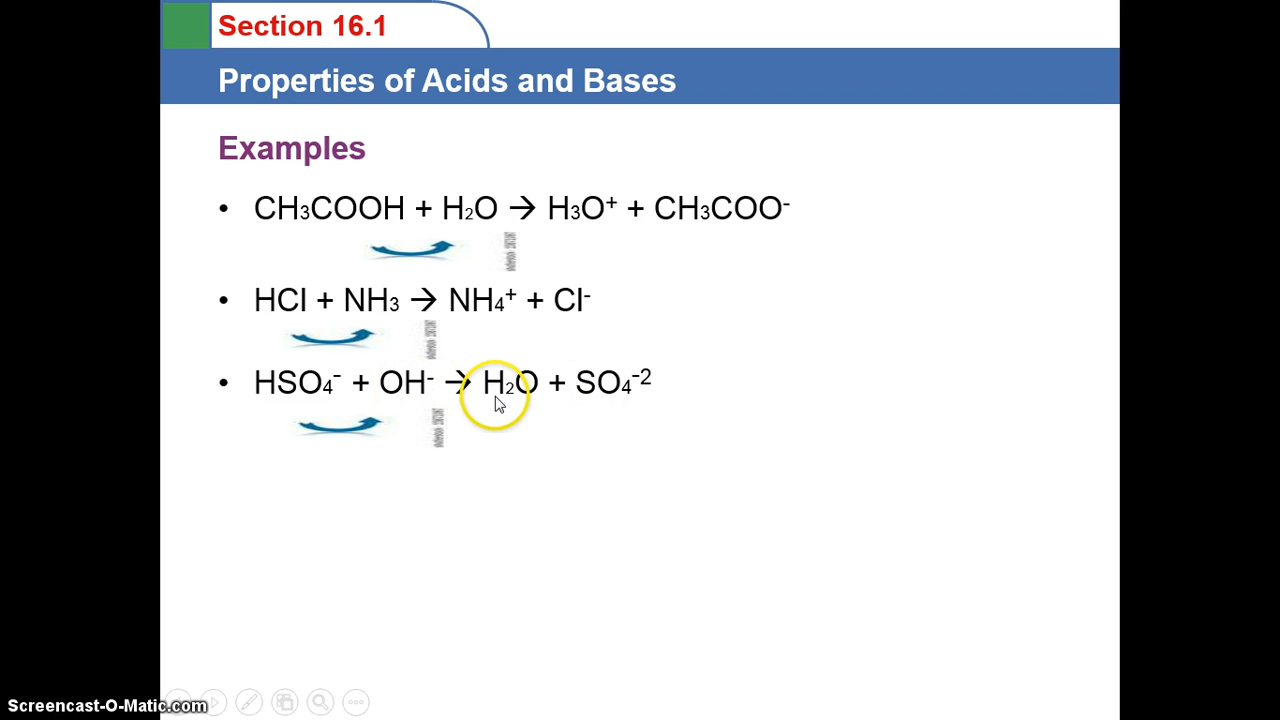 Section 16.1
Properties of Acids and Bases
Examples
• CH₃COOH + H₂O → H₃O⁺ + CH₃COO⁻
• HCl + NH₃ → NH₄⁺ + Cl⁻
• HSO₄⁻ + OH⁻ → H₂O + SO₄⁻²
Screencast-O-Matic.com